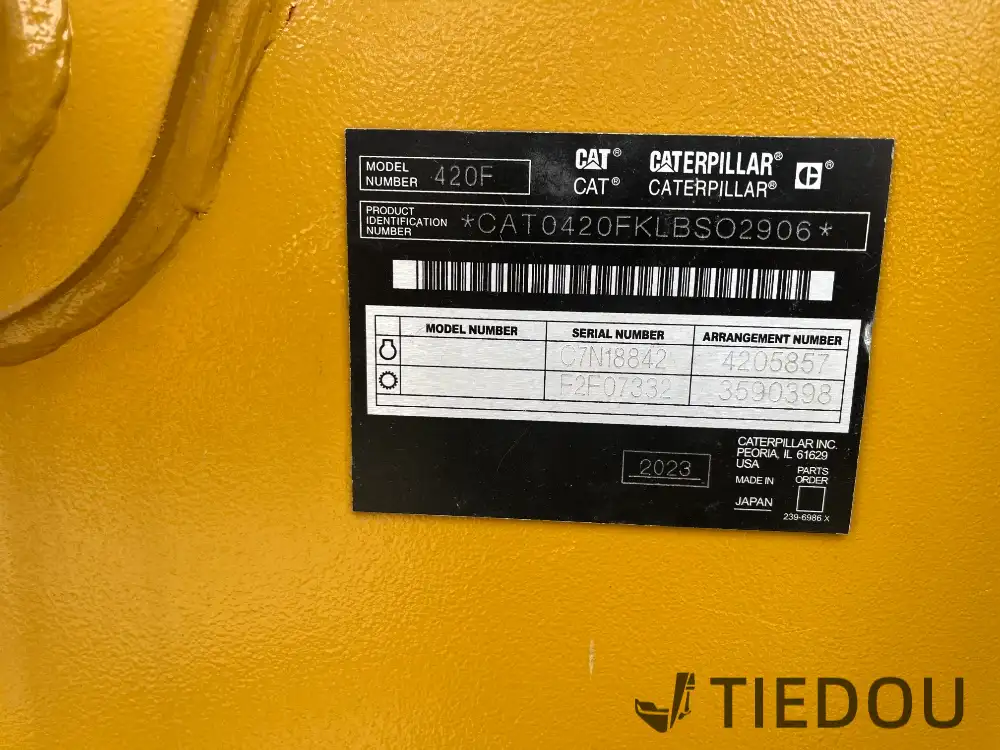 MODEL NUMBER 420F
CAT® CATERPILLAR® C®
CAT® CATERPILLAR®
PRODUCT IDENTIFICATION NUMBER *CAT0420FKLBSO2906*
MODEL NUMBER SERIAL NUMBER ARRANGEMENT NUMBER
C7N18842 4205857
F2F07332 3590398
2023
CATERPILLAR INC.
PEORIA, IL 61629
USA
MADE IN JAPAN
PARTS ORDER
239-6986 X
TIEDOU